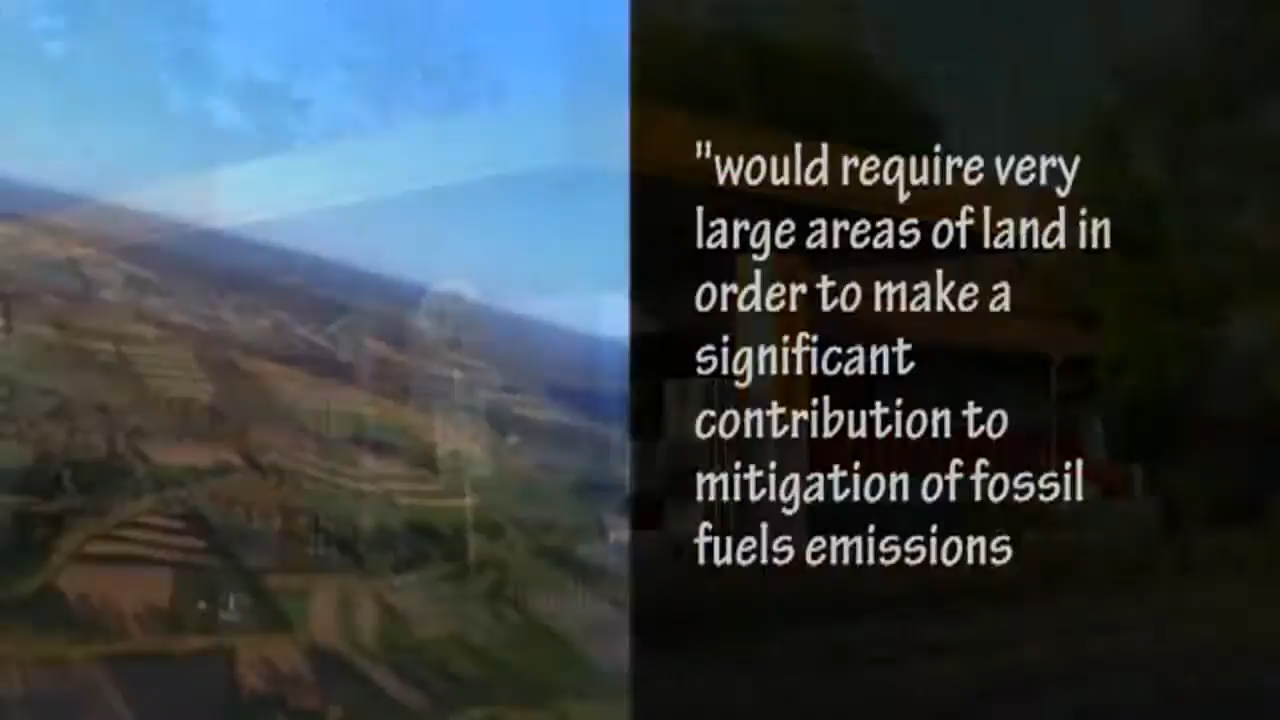 "would require very
large areas of land in
order to make a
significant
contribution to
mitigation of fossil
fuels emissions